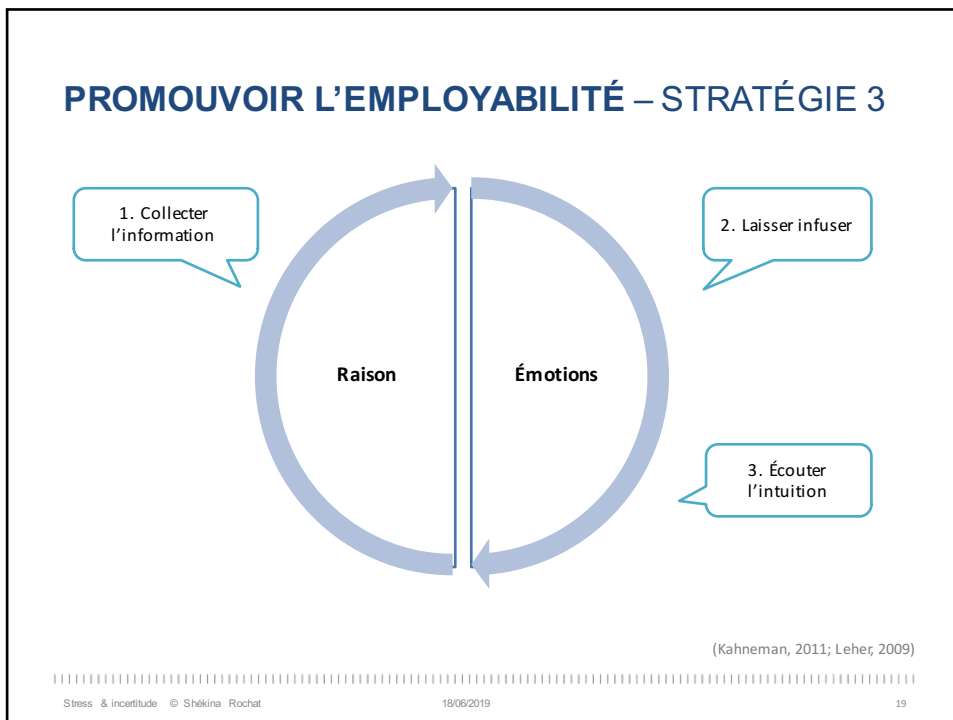 PROMOUVOIR L’EMPLOYABILITÉ – STRATÉGIE 3
1. Collecter
l’information
2. Laisser infuser
Raison
Émotions
3. Écouter
l’intuition
(Kahneman, 2011; Leher, 2009)
Stress & incertitude © Shékina Rochat 18/06/2019 19